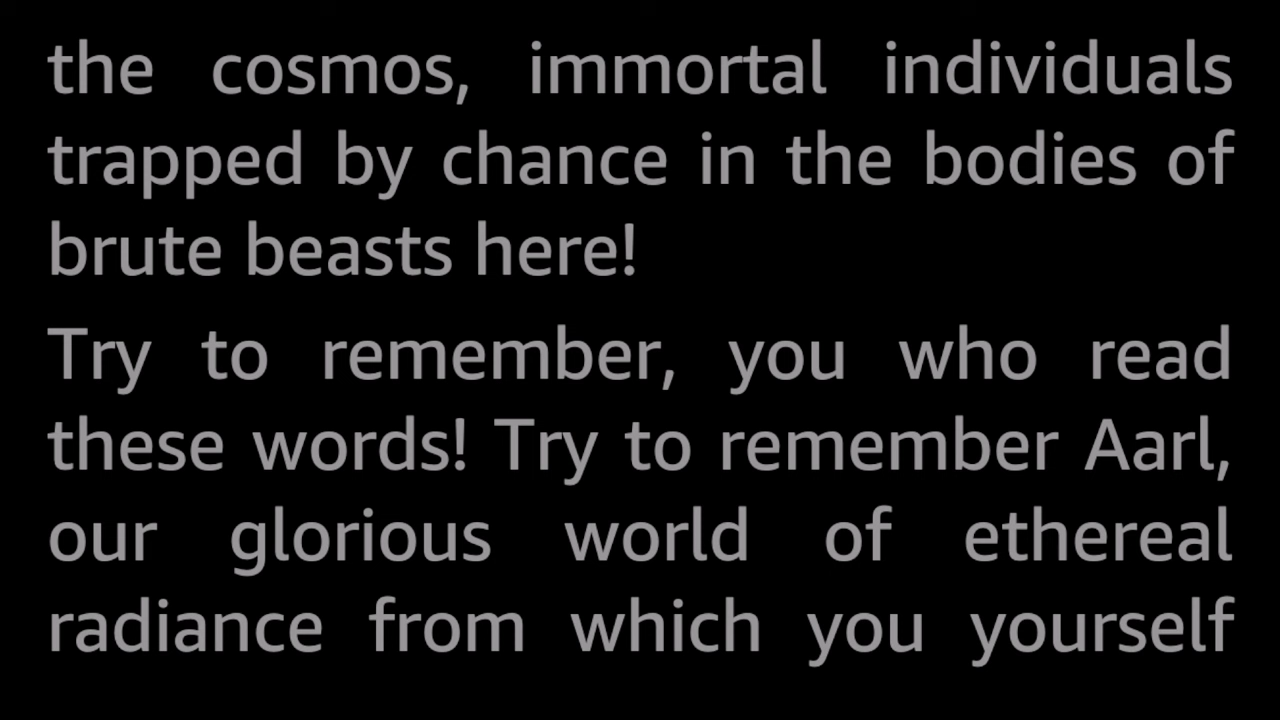 the cosmos, immortal individuals
trapped by chance in the bodies of
brute beasts here!
Try to remember, you who read
these words! Try to remember Aarl,
our glorious world of ethereal
radiance from which you yourself